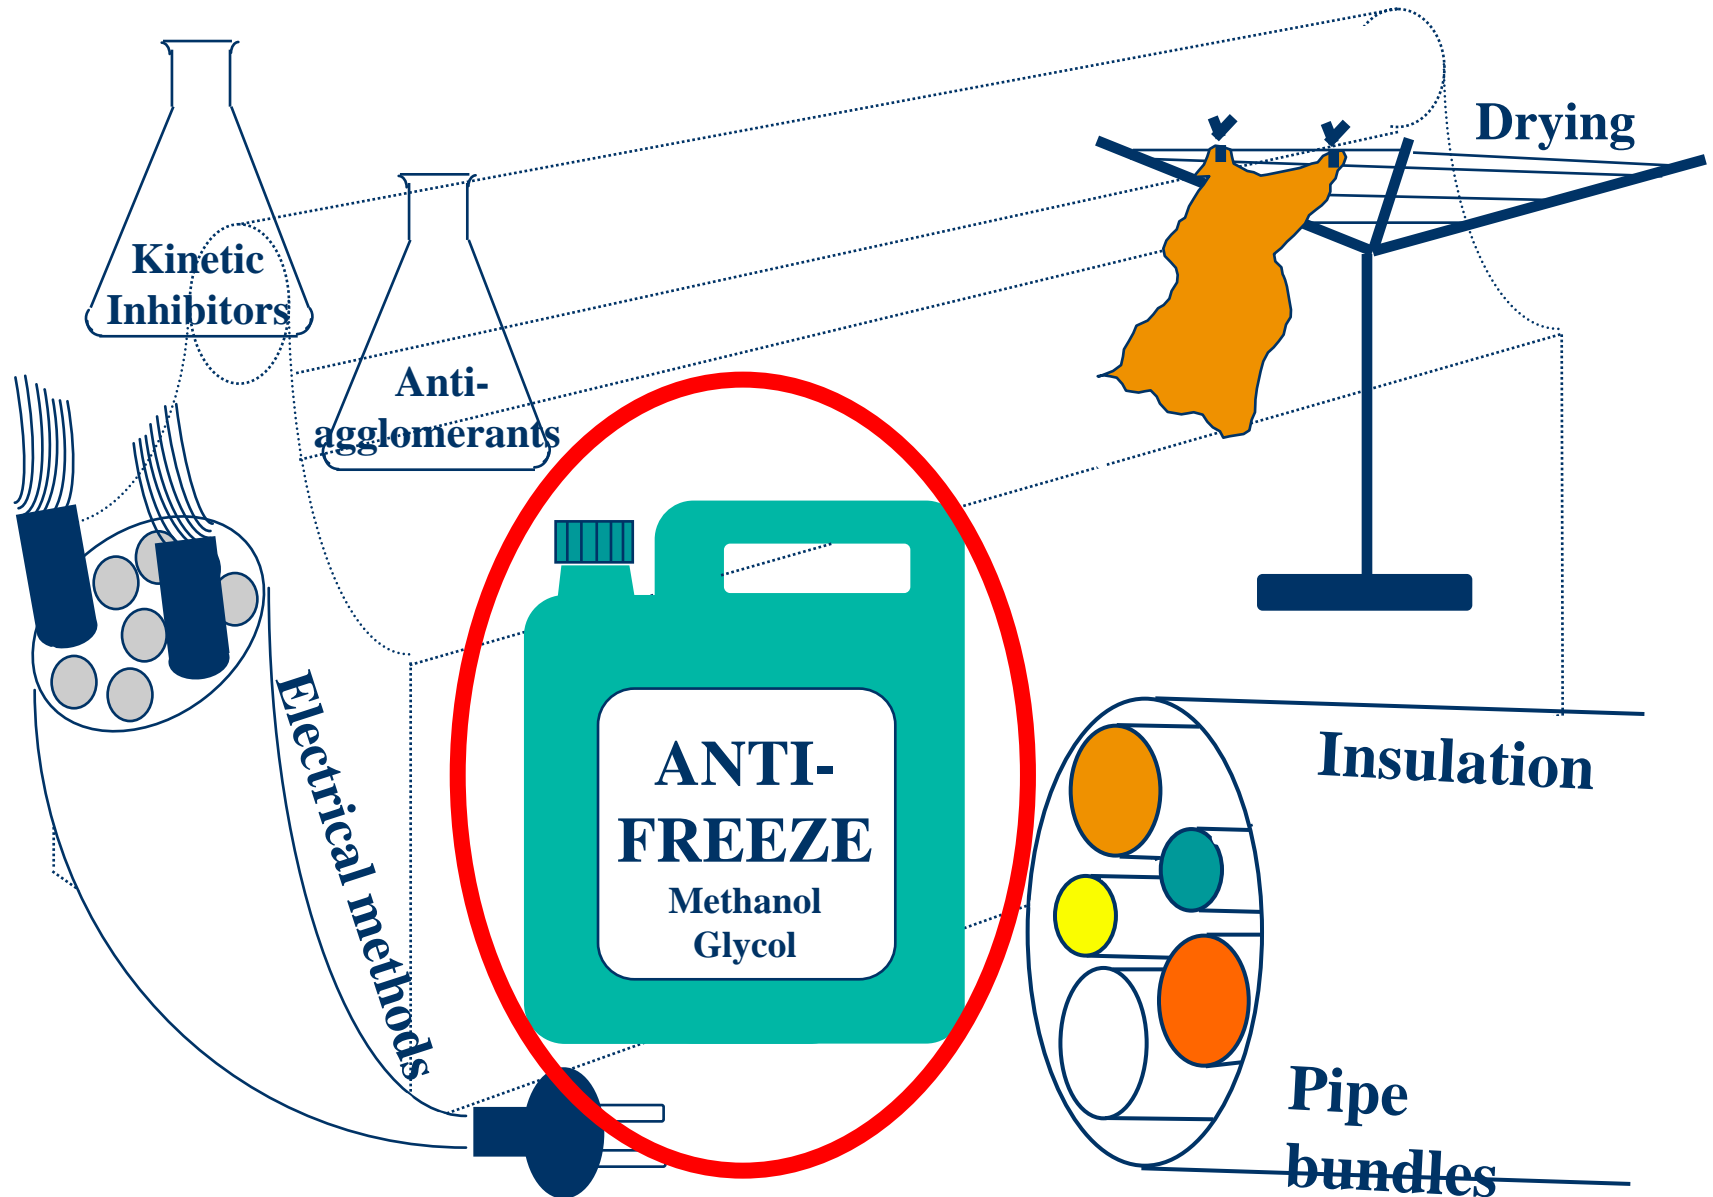 Drying
Kinetic
Inhibitors
Anti-
agglomerants
Electrical methods
ANTI-
FREEZE
Methanol
Glycol
Insulation
Pipe
bundles